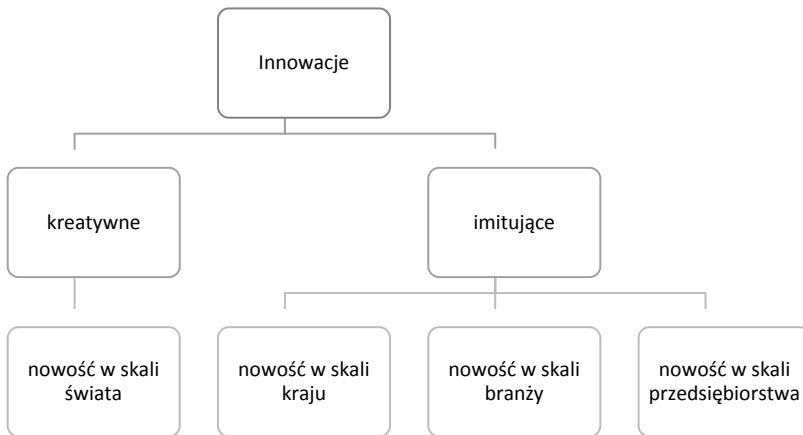 Innowacje
kreatywne
imitujące
nowość w skali
świata
nowość w skali
kraju
nowość w skali
branży
nowość w skali
przedsiębiorstwa